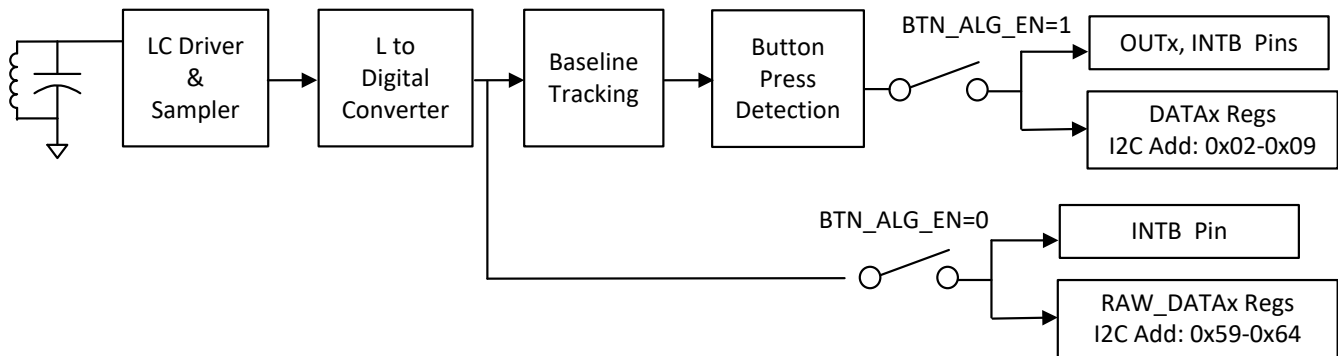 LC Driver
&
Sampler
L to
Digital
Converter
Baseline
Tracking
Button
Press
Detection
BTN_ALG_EN=1
OUTx, INTB Pins
DATAx Regs
I2C Add: 0x02-0x09
BTN_ALG_EN=0
INTB Pin
RAW_DATAx Regs
I2C Add: 0x59-0x64